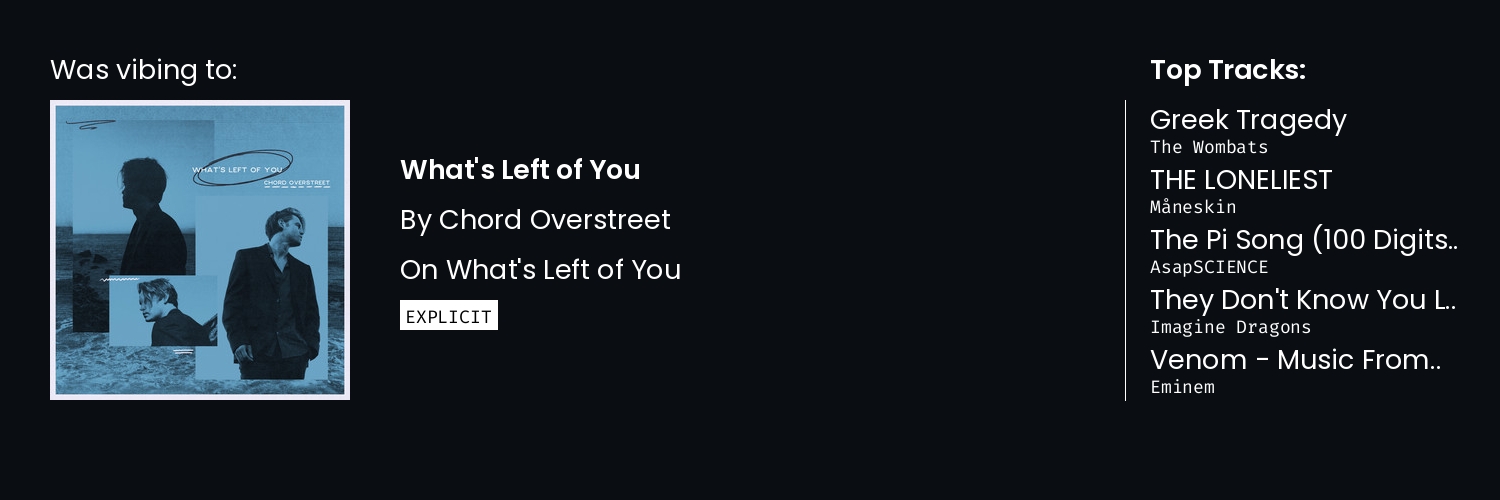 Was vibing to:
WHAT'S LEFT OF YOU
CHORD OVERSTREET
What's Left of You
By Chord Overstreet
On What's Left of You
EXPLICIT
Top Tracks:
Greek Tragedy
The Wombats
THE LONELIEST
Måneskin
The Pi Song (100 Digits..
AsapSCIENCE
They Don't Know You L..
Imagine Dragons
Venom - Music From..
Eminem